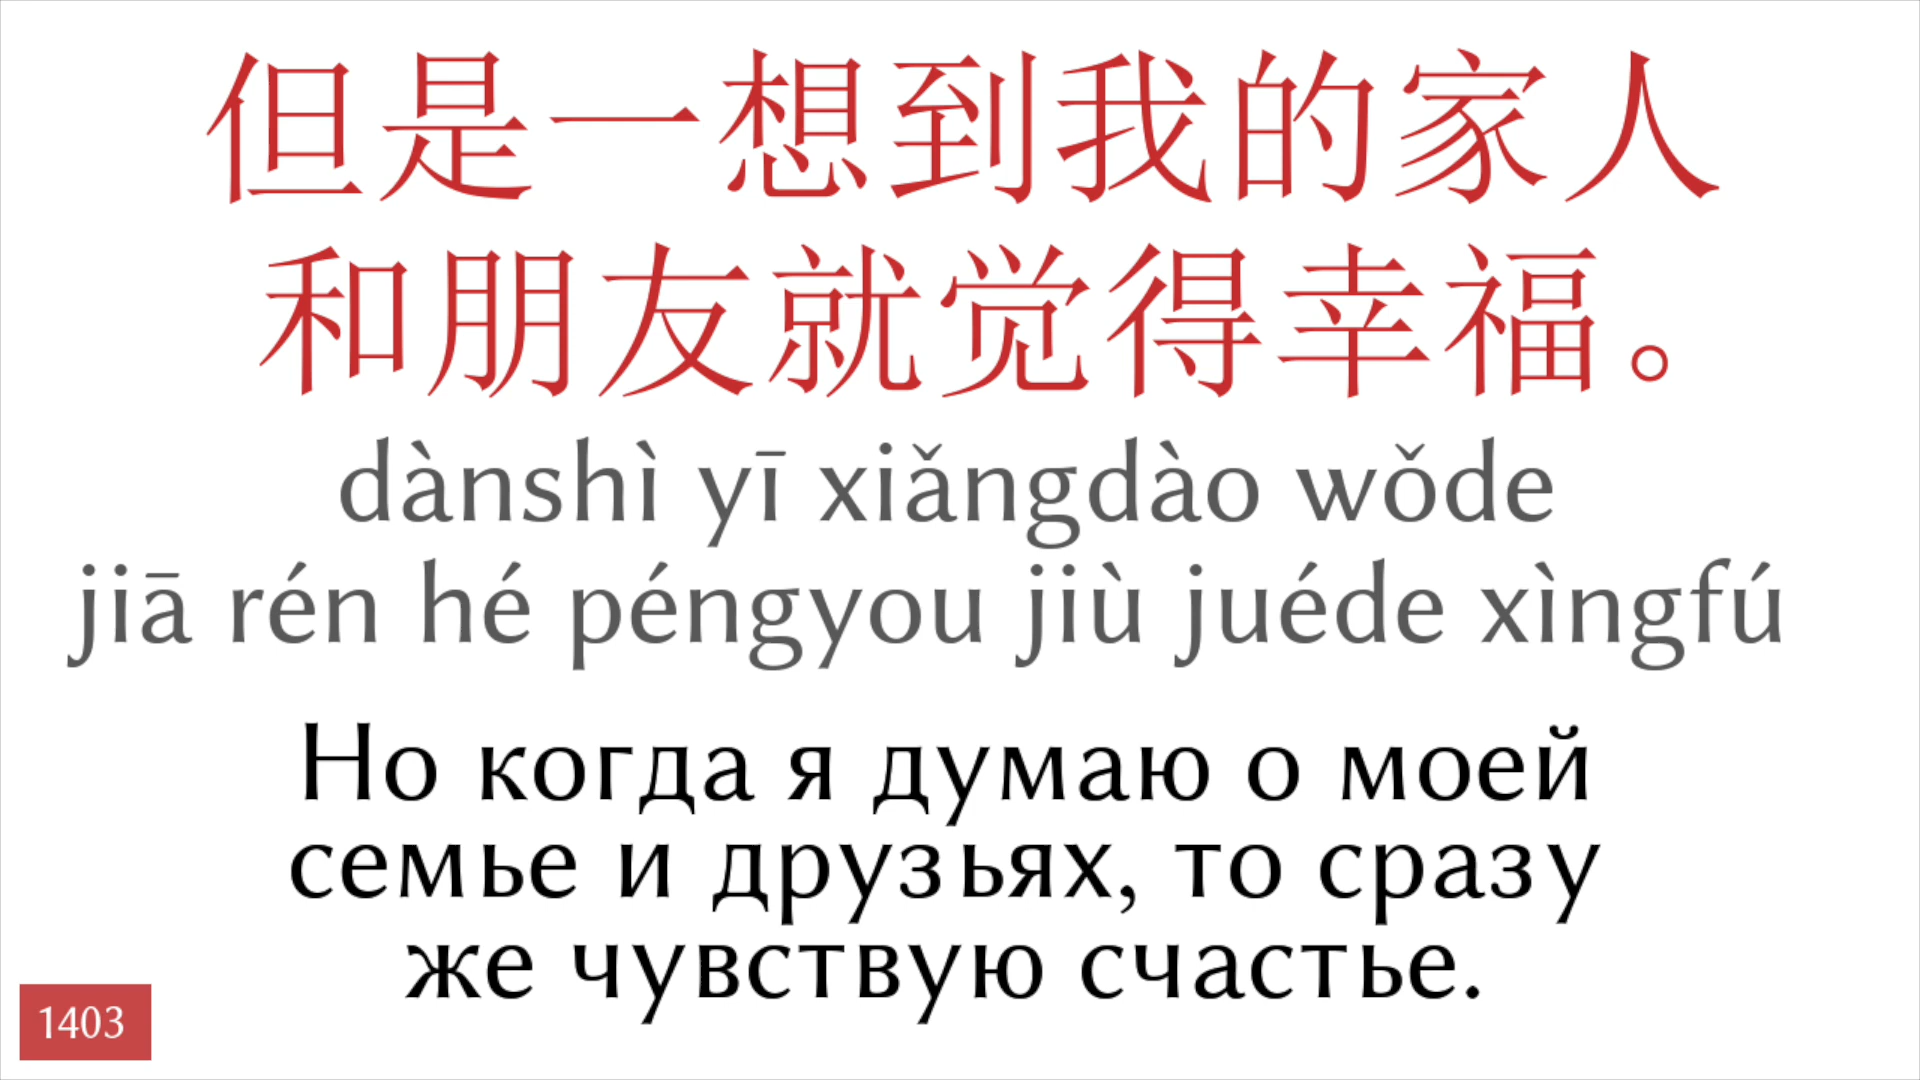 但是一想到我的家人
和朋友就觉得幸福。
dànshì yī xiǎngdào wǒde
jiā rén hé péngyou jiù juéde xìngfú
Но когда я думаю о моей
семье и друзьях, то сразу
же чувствую счастье.
1403